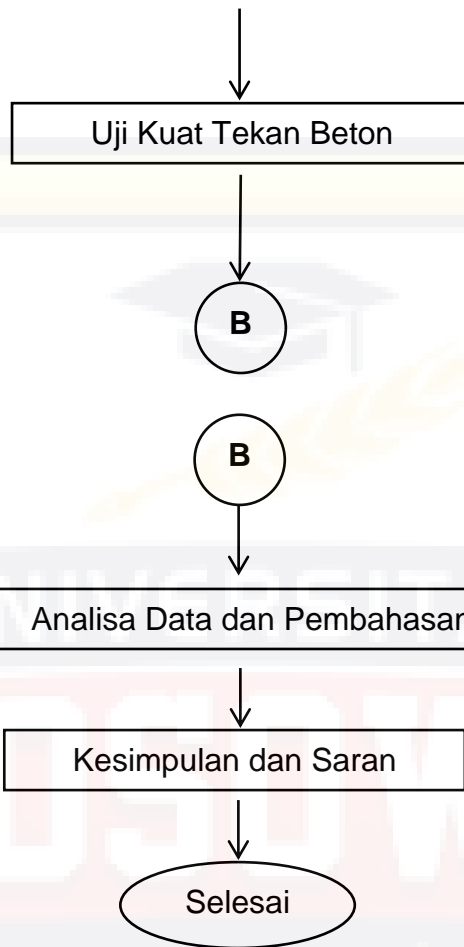 Uji Kuat Tekan Beton
B
B
Analisa Data dan Pembahasan
Kesimpulan dan Saran
Selesai